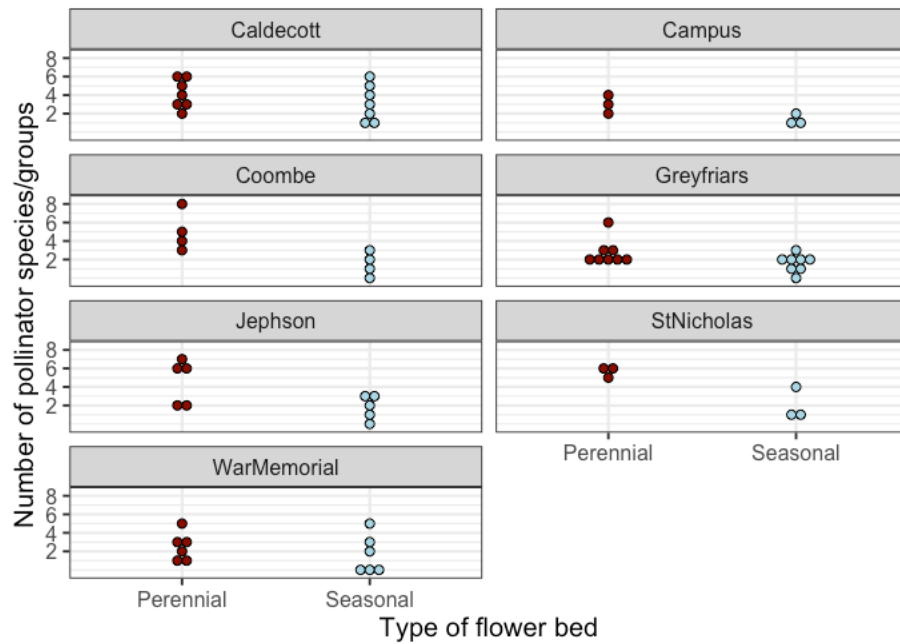 Caldecott
Campus
8
6
4
2
Coombe
Greyfriars
8
6
4
2
Jephson
StNicholas
8
6
4
2
Perennial
Seasonal
WarMemorial
8
6
4
2
Perennial
Seasonal
Number of pollinator species/groups
Type of flower bed